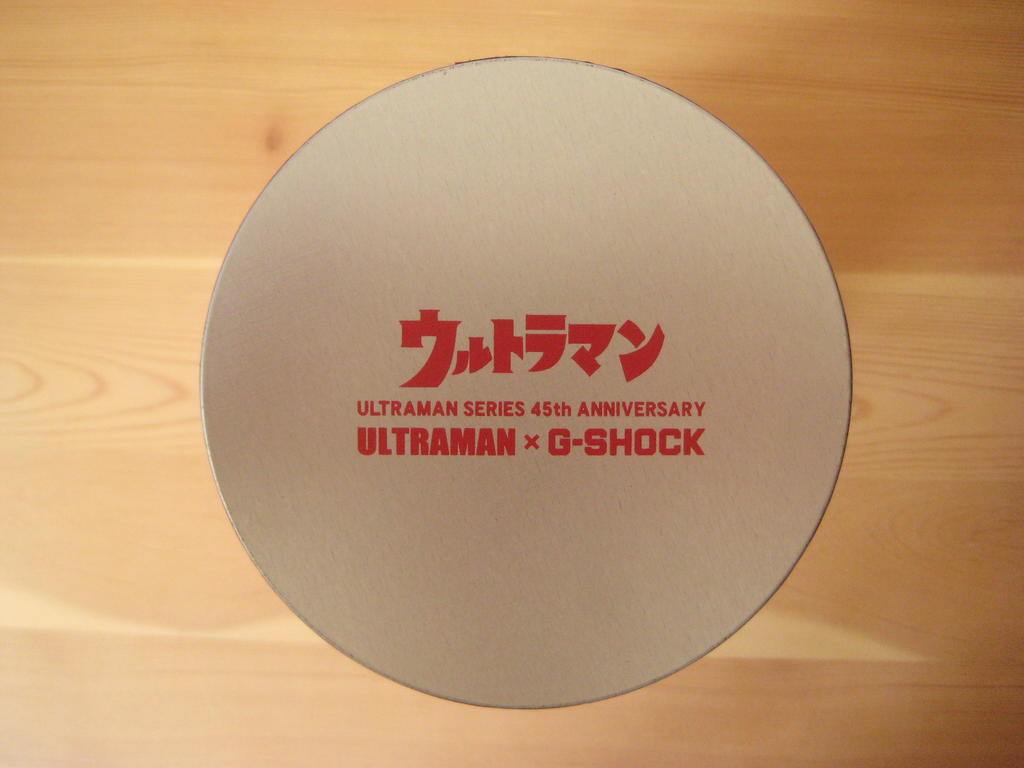 ウルトラマン
ULTRAMAN SERIES 45th ANNIVERSARY
ULTRAMAN × G-SHOCK